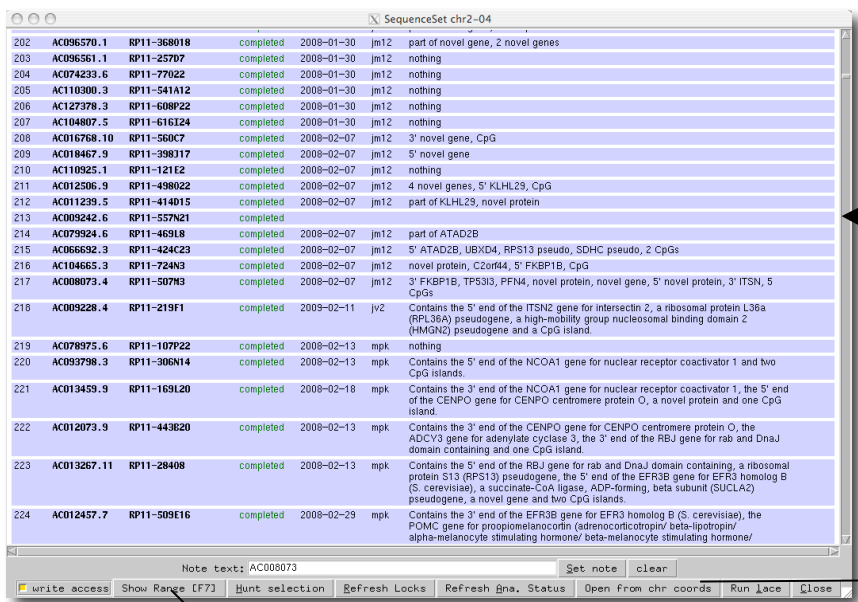 SequenceSet chr2-04
202 AC096570.1 RP11-368O18 completed 2008-01-30 jm12 part of novel gene, 2 novel genes
203 AC096561.1 RP11-257D7 completed 2008-01-30 jm12 nothing
204 AC074233.6 RP11-77O22 completed 2008-01-30 jm12 nothing
205 AC110300.3 RP11-541A12 completed 2008-01-30 jm12 nothing
206 AC127378.3 RP11-608P22 completed 2008-01-30 jm12 nothing
207 AC104807.5 RP11-616I24 completed 2008-01-30 jm12 nothing
208 AC016768.10 RP11-560C7 completed 2008-02-07 jm12 3' novel gene, CpG
209 AC018467.9 RP11-398J17 completed 2008-02-07 jm12 5' novel gene
210 AC110925.1 RP11-121E2 completed 2008-02-07 jm12 nothing
211 AC012506.9 RP11-498O22 completed 2008-02-07 jm12 4 novel genes, 5' KLHL29, CpG
212 AC011239.5 RP11-414D15 completed 2008-02-07 jm12 part of KLHL29, novel protein
213 AC009242.6 RP11-557N21 completed
214 AC079924.6 RP11-469L8 completed 2008-02-07 jm12 part of ATAD2B
215 AC066692.3 RP11-424C23 completed 2008-02-07 jm12 5' ATAD2B, UBXD4, RPS13 pseudo, SDHC pseudo, 2 CpGs
216 AC104665.3 RP11-724N3 completed 2008-02-07 jm12 novel protein, C2orf44, 5' FKBP1B, CpG
217 AC008073.4 RP11-507M3 completed 2008-02-07 jm12 3' FKBP1B, TP53I3, PFN4, novel protein, novel gene, 5' novel protein, 3' ITSN, 5
CpGs
218 AC009228.4 RP11-219F1 completed 2009-02-11 jv2 Contains the 5' end of the ITSN2 gene for intersectin 2, a ribosomal protein L36a
(RPL36A) pseudogene, a high-mobility group nucleosomal binding domain 2
(HMGN2) pseudogene and a CpG island.
219 AC078975.6 RP11-107P22 completed 2008-02-13 mpk nothing
220 AC093798.3 RP11-306N14 completed 2008-02-13 mpk Contains the 5' end of the NCOA1 gene for nuclear receptor coactivator 1 and two
CpG islands.
221 AC013459.9 RP11-169L20 completed 2008-02-18 mpk Contains the 3' end of the NCOA1 gene for nuclear receptor coactivator 1, the 5' end
of the CENPO gene for CENPO centromere protein O, a novel protein and one CpG
island.
222 AC012073.9 RP11-443B20 completed 2008-02-13 mpk Contains the 3' end of the CENPO gene for CENPO centromere protein O, the
ADCY3 gene for adenylate cyclase 3, the 3' end of the RBJ gene for rab and DnaJ
domain containing and one CpG island.
223 AC013267.11 RP11-28408 completed 2008-02-13 mpk Contains the 5' end of the RBJ gene for rab and DnaJ domain containing, a ribosomal
protein S13 (RPS13) pseudogene, the 5' end of the EFR3B gene for EFR3 homolog B
(S. cerevisiae), a succinate-CoA ligase, ADP-forming, beta subunit (SUCLA2)
pseudogene, a novel gene and two CpG islands.
224 AC012457.7 RP11-509E16 completed 2008-02-29 mpk Contains the 3' end of the EFR3B gene for EFR3 homolog B (S. cerevisiae), the
POMC gene for proopiomelanocortin (adrenocorticotropin/ beta-lipotropin/
alpha-melanocyte stimulating hormone/ beta-melanocyte stimulating hormone/
Note text: AC008073 Set note clear
write access Show Range [F7] Hunt selection Refresh Locks Refresh Ana. Status Open from chr coords Run lace Close